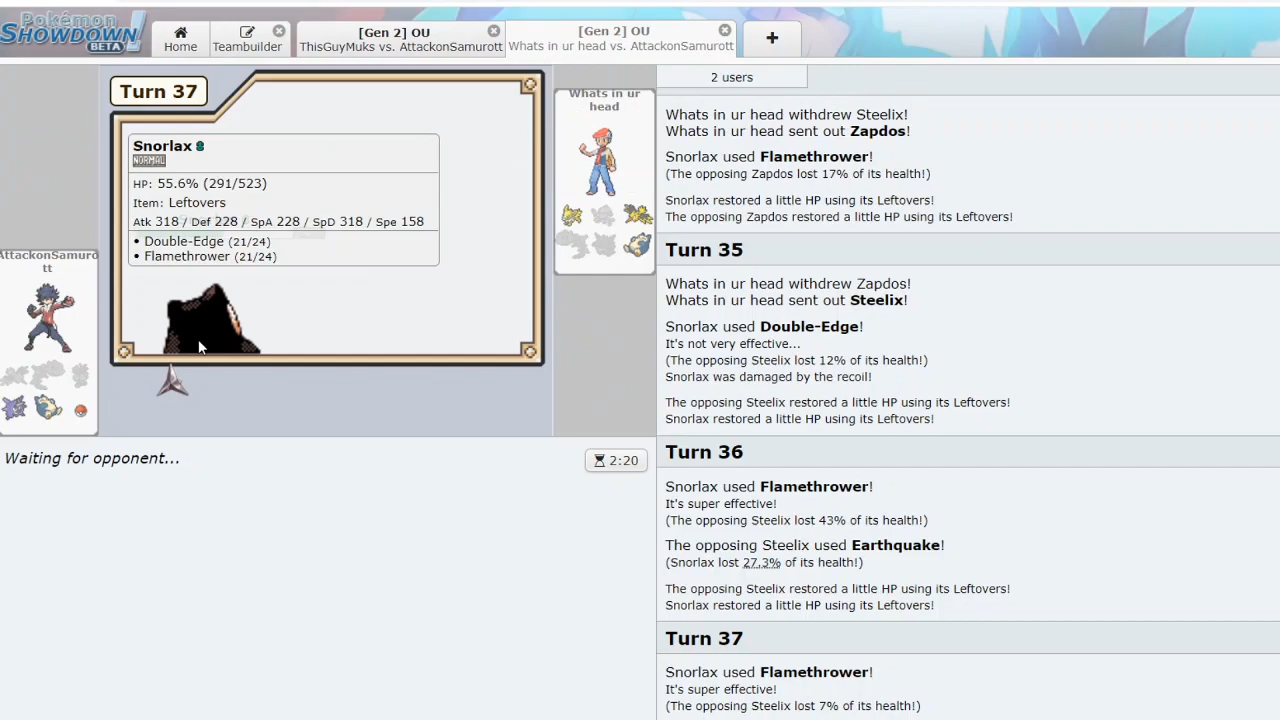 Pokémon
SHOWDOWN!
BETA
Home
Teambuilder
[Gen 2] OU
ThisGuyMuks vs. AttackonSamurott
[Gen 2] OU
Whats in ur head vs. AttackonSamurott
+
Turn 37
Snorlax
NORMAL
HP: 55.6% (291/523)
Item: Leftovers
Atk 318/ Def 228 / SpA 228 / SpD 318 / Spe 158
• Double-Edge (21/24)
• Flamethrower (21/24)
Whats in ur
head
AttackonSamuro
tt
Waiting for opponent...
2:20
2 users
Whats in ur head withdrew Steelix!
Whats in ur head sent out Zapdos!
Snorlax used Flamethrower!
(The opposing Zapdos lost 17% of its health!)
Snorlax restored a little HP using its Leftovers!
The opposing Zapdos restored a little HP using its Leftovers!
Turn 35
Whats in ur head withdrew Zapdos!
Whats in ur head sent out Steelix!
Snorlax used Double-Edge!
It's not very effective...
(The opposing Steelix lost 12% of its health!)
Snorlax was damaged by the recoil!
The opposing Steelix restored a little HP using its Leftovers!
Snorlax restored a little HP using its Leftovers!
Turn 36
Snorlax used Flamethrower!
It's super effective!
(The opposing Steelix lost 43% of its health!)
The opposing Steelix used Earthquake!
(Snorlax lost 27.3% of its health!)
The opposing Steelix restored a little HP using its Leftovers!
Snorlax restored a little HP using its Leftovers!
Turn 37
Snorlax used Flamethrower!
It's super effective!
(The opposing Steelix lost 7% of its health!)